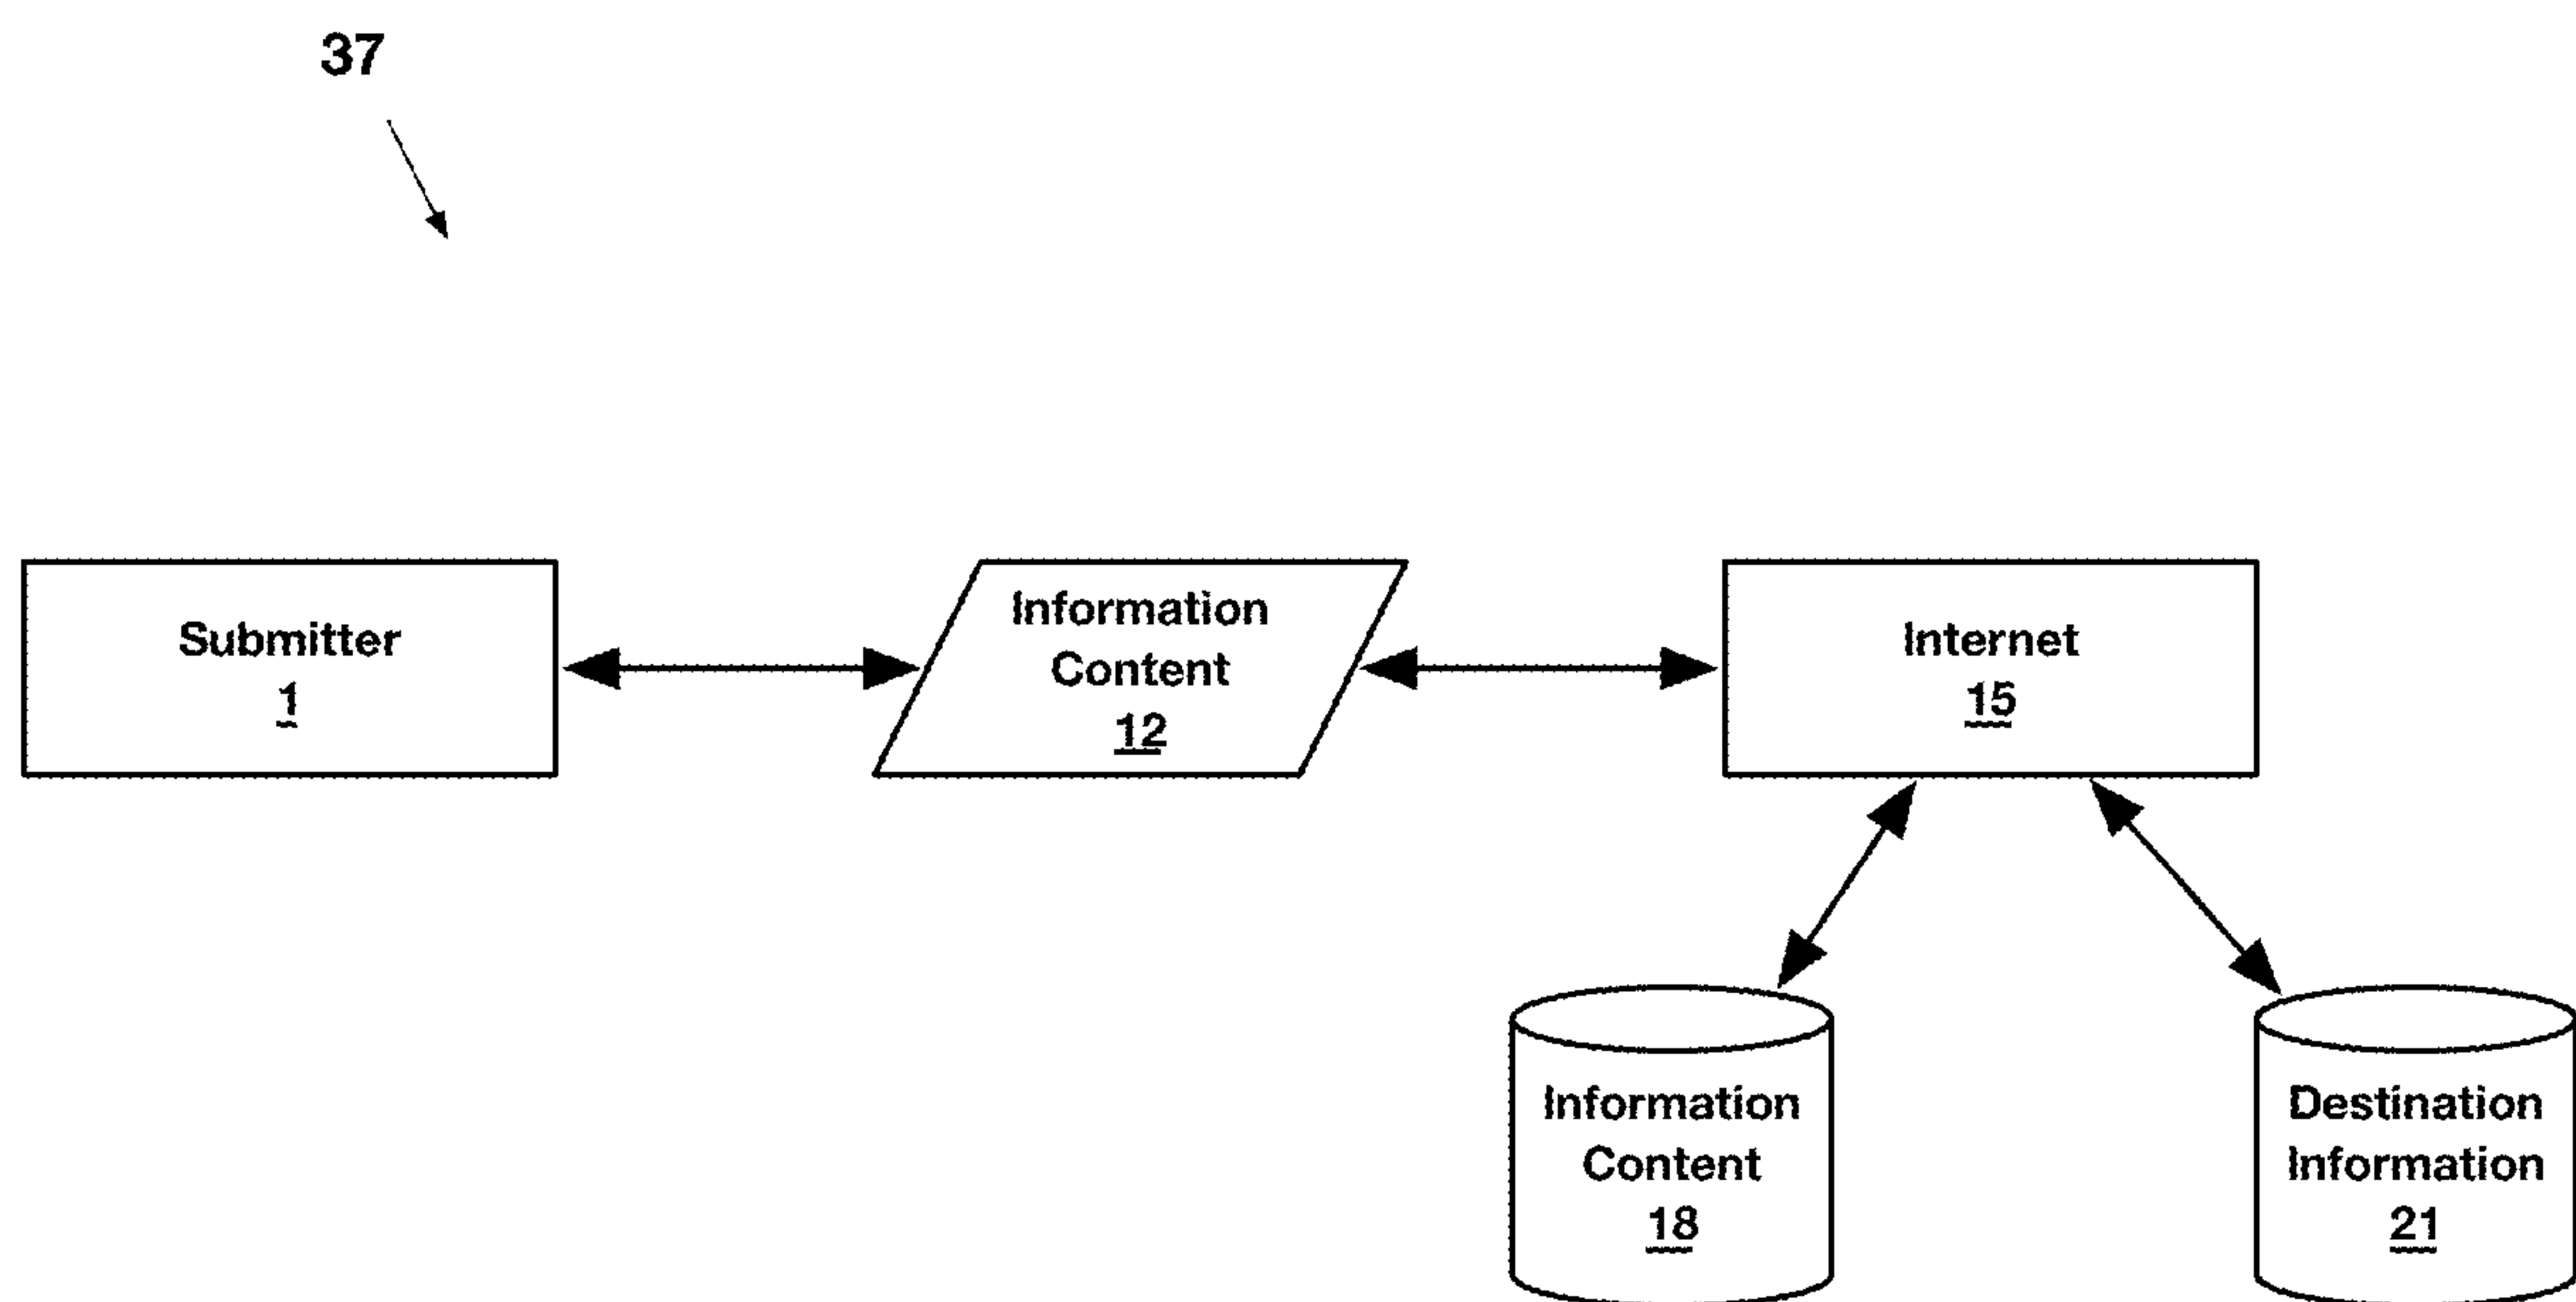 37
Submitter
1
Information
Content
12
Internet
15
Information
Content
18
Destination
Information
21